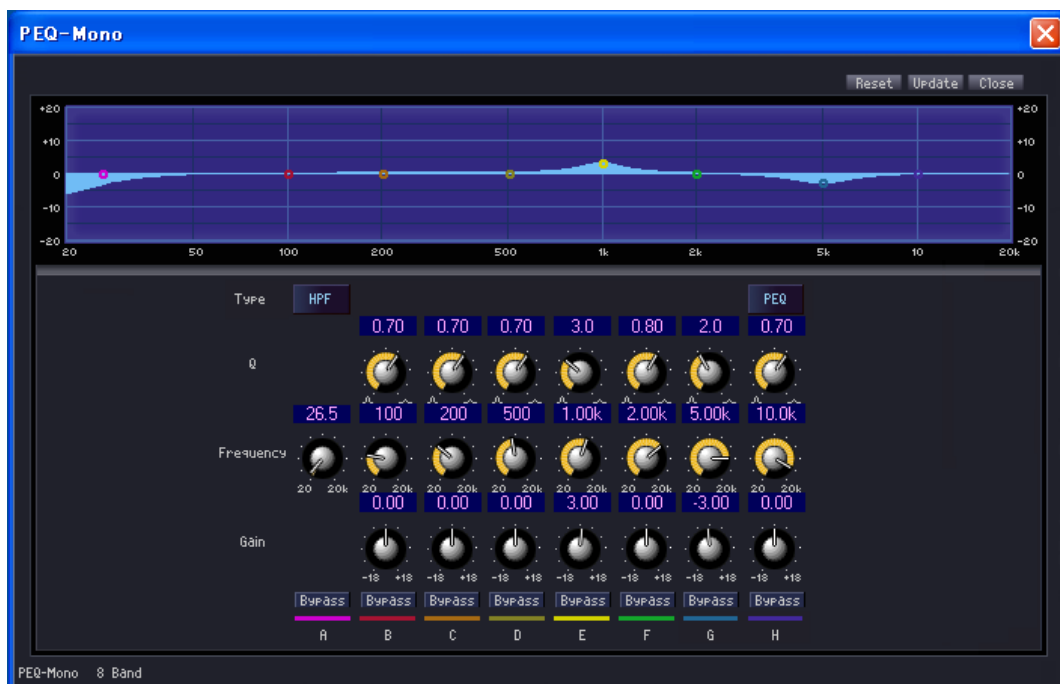 PEQ-Mono
Reset Update Close
+20 +20
+10 +10
0 0
-10 -10
-20 -20
20 50 100 200 500 1k 2k 5k 10 20k
Type HPF PEQ
0.70 0.70 0.70 3.0 0.80 2.0 0.70
Q
26.5 100 200 500 1.00k 2.00k 5.00k 10.0k
Frequency
20 20k 20 20k 20 20k 20 20k 20 20k 20 20k 20 20k 20 20k
0.00 0.00 0.00 3.00 0.00 -3.00 0.00
Gain
-18 +18 -18 +18 -18 +18 -18 +18 -18 +18 -18 +18 -18 +18
Bypass Bypass Bypass Bypass Bypass Bypass Bypass Bypass
A B C D E F G H
PEQ-Mono 8 Band